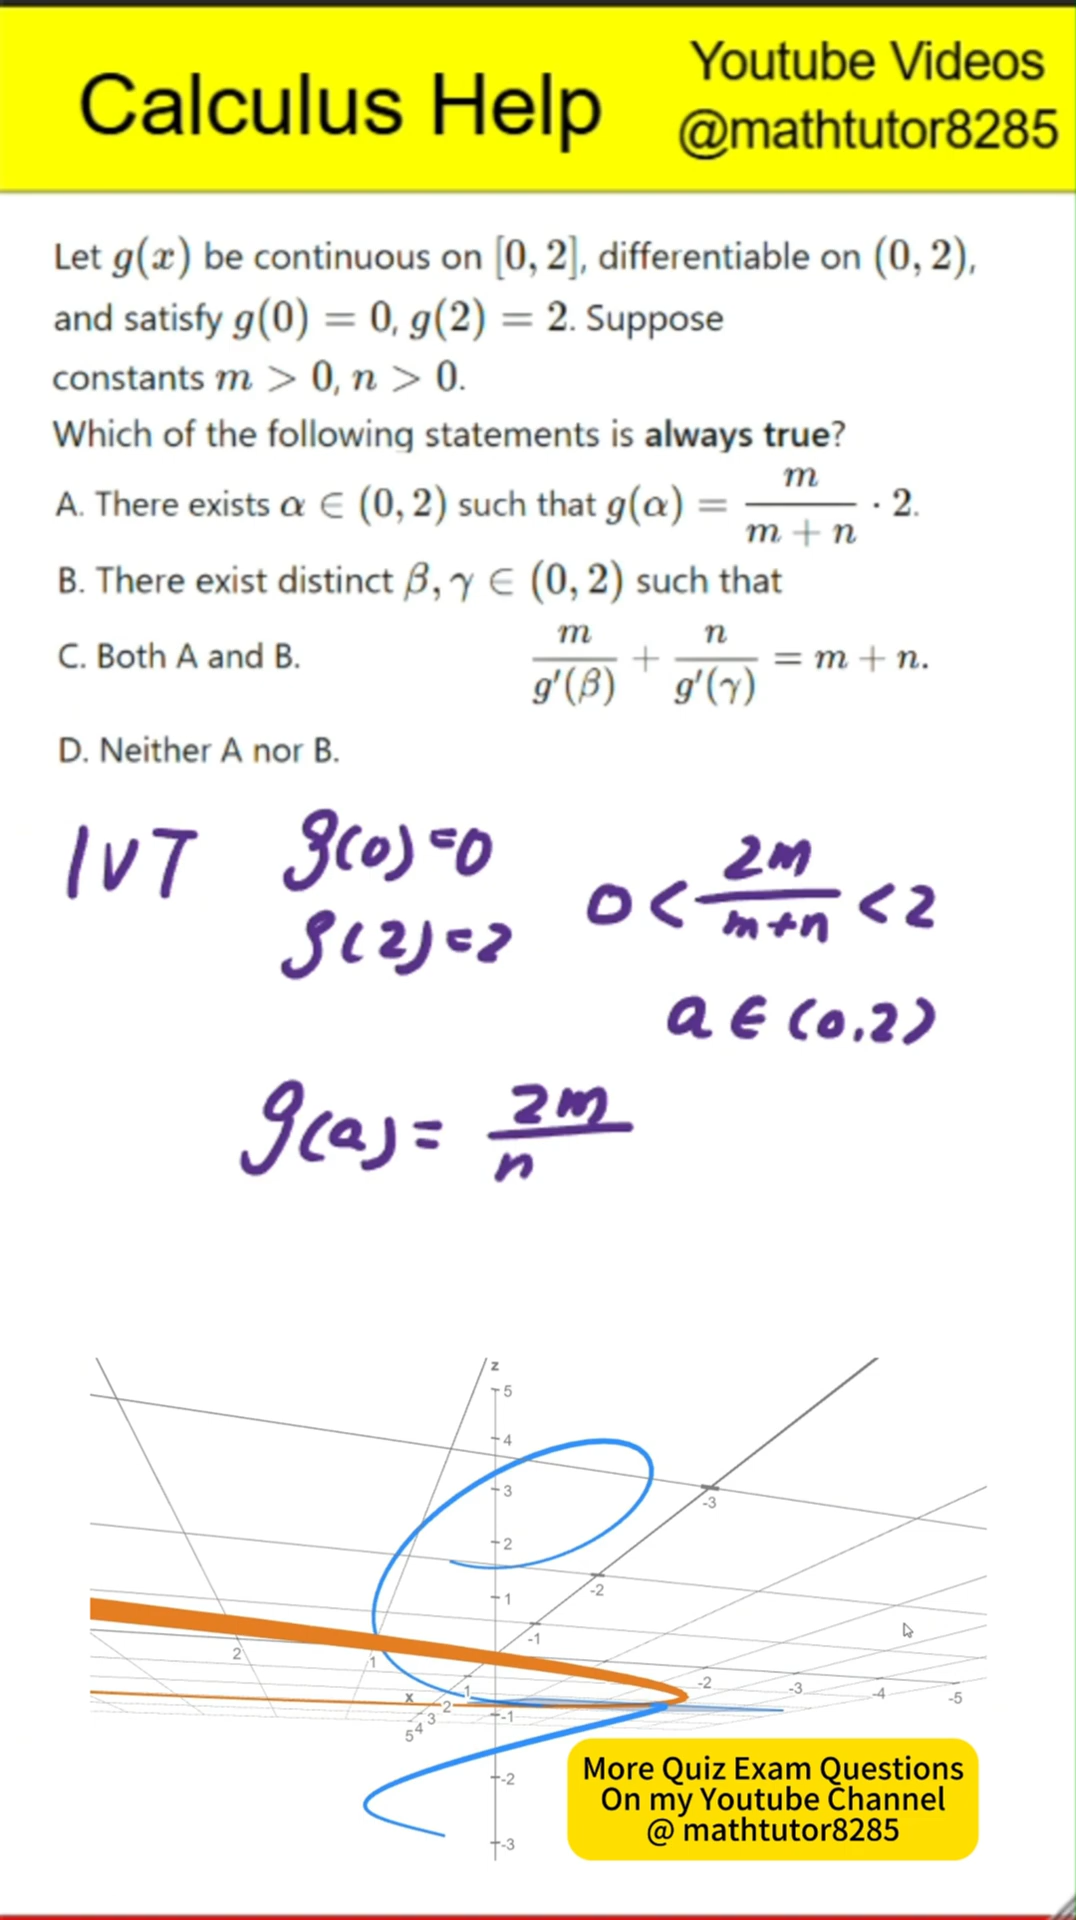 Calculus Help
Youtube Videos
@mathtutor8285
Let g(x) be continuous on [0, 2], differentiable on (0, 2),
and satisfy g(0) = 0, g(2) = 2. Suppose
constants m > 0, n > 0.
Which of the following statements is always true?
A. There exists α ∈ (0, 2) such that g(α) = m/(m + n) · 2.
B. There exist distinct β, γ ∈ (0, 2) such that
m/g′(β) + n/g′(γ) = m + n.
C. Both A and B.
D. Neither A nor B.
IVT
g(0)=0
g(2)=2
0 < 2m/(m+n) < 2
a ∈ (0,2)
g(a) = 2m/n
z
5
4
3
2
1
-1
-2
-3
-3
-2
-1
2
1
x
1
2
3
4
5
-2
-3
-4
-5
More Quiz Exam Questions
On my Youtube Channel
@ mathtutor8285